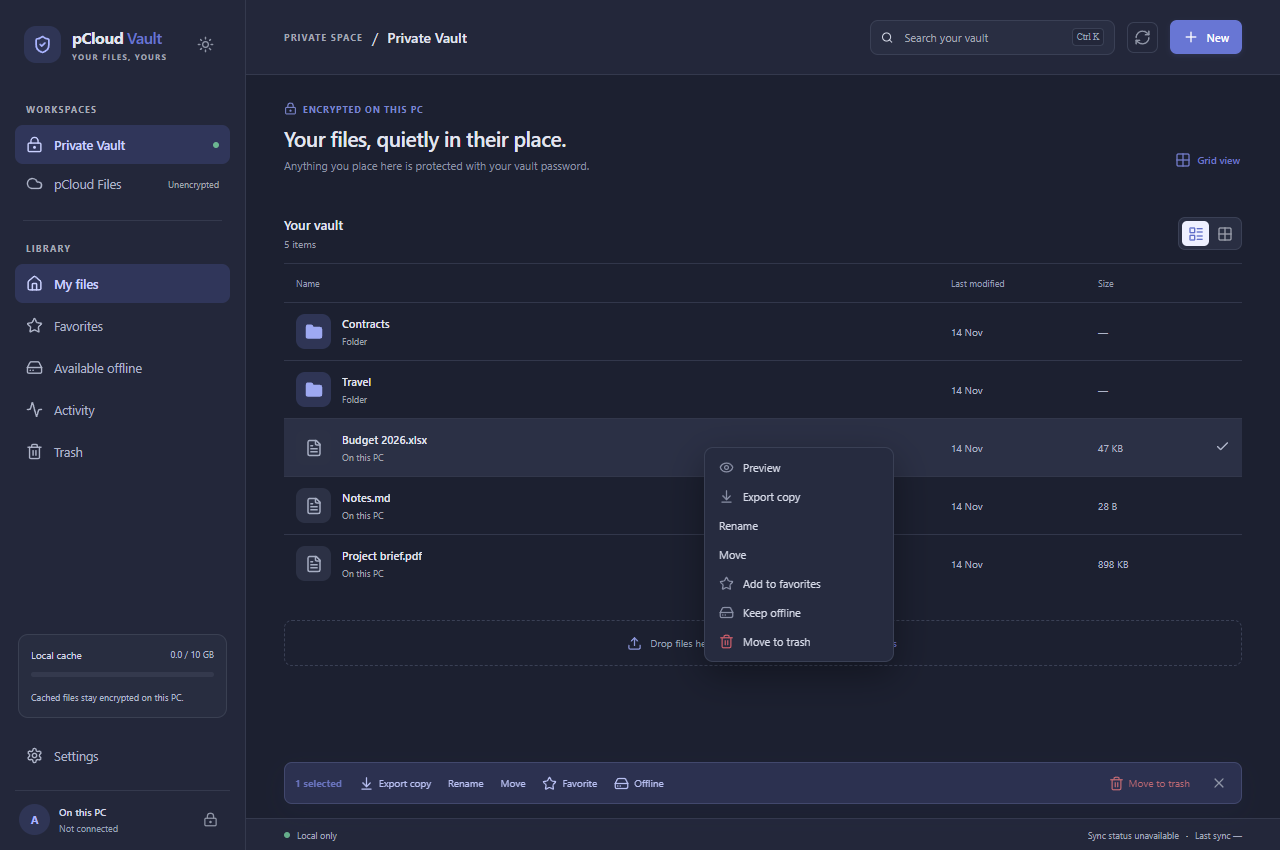 pCloud Vault
YOUR FILES, YOURS
WORKSPACES
Private Vault
pCloud Files Unencrypted
LIBRARY
My files
Favorites
Available offline
Activity
Trash
Local cache 0.0 / 10 GB
Cached files stay encrypted on this PC.
Settings
A
On this PC
Not connected
PRIVATE SPACE / Private Vault
Search your vault Ctrl K
New
ENCRYPTED ON THIS PC
Your files, quietly in their place.
Anything you place here is protected with your vault password.
Grid view
Your vault
5 items
Name Last modified Size
Contracts
Folder
14 Nov —
Travel
Folder
14 Nov —
Budget 2026.xlsx
On this PC
14 Nov 47 KB
Notes.md
On this PC
14 Nov 28 B
Project brief.pdf
On this PC
14 Nov 898 KB
Preview
Export copy
Rename
Move
Add to favorites
Keep offline
Move to trash
Drop files
1 selected Export copy Rename Move Favorite Offline Move to trash
Local only
Sync status unavailable · Last sync —